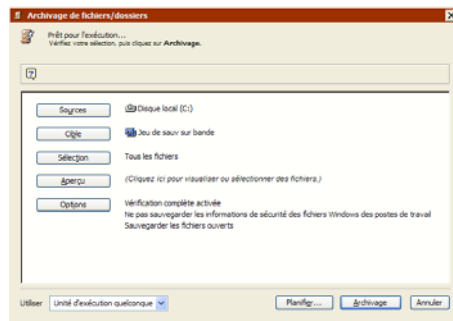 Archivage de fichiers/dossiers
Prêt pour l'exécution...
Vérifiez votre sélection, puis cliquez sur Archivage.
Sources Disque local (C:)
Cible Jeu de sauv sur bande
Sélection Tous les fichiers
Aperçu (Cliquez ici pour visualiser ou sélectionner des fichiers.)
Options Vérification complète activée
Ne pas sauvegarder les informations de sécurité des fichiers Windows des postes de travail
Sauvegarder les fichiers ouverts
Utiliser Unité d'exécution quelconque Planifier... Archivage Annuler